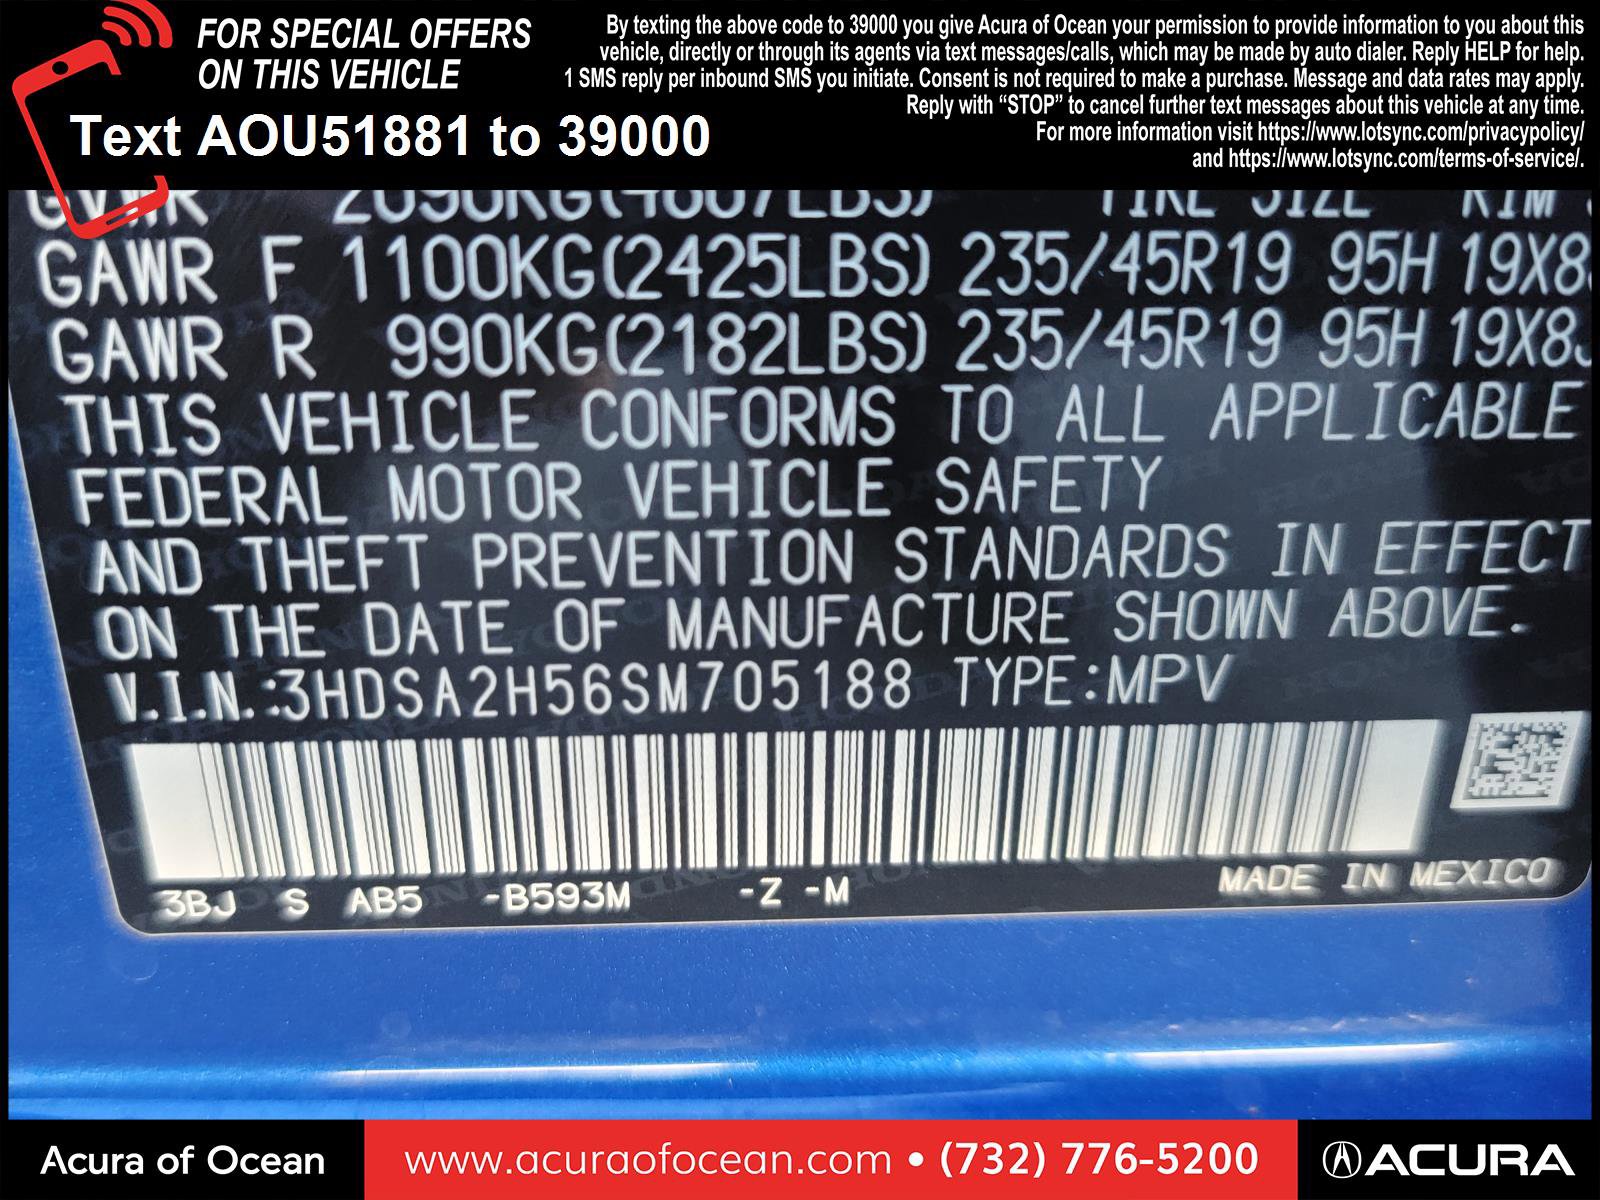 FOR SPECIAL OFFERS
ON THIS VEHICLE
Text AOU51881 to 39000
By texting the above code to 39000 you give Acura of Ocean your permission to provide information to you about this
vehicle, directly or through its agents via text messages/calls, which may be made by auto dialer. Reply HELP for help.
1 SMS reply per inbound SMS you initiate. Consent is not required to make a purchase. Message and data rates may apply.
Reply with “STOP” to cancel further text messages about this vehicle at any time.
For more information visit https://www.lotsync.com/privacypolicy/
and https://www.lotsync.com/terms-of-service/.
GVWR 2090KG(4607LBS) TIRE SIZE RIM
GAWR F 1100KG(2425LBS) 235/45R19 95H 19X8
GAWR R 990KG(2182LBS) 235/45R19 95H 19X8J
THIS VEHICLE CONFORMS TO ALL APPLICABLE
FEDERAL MOTOR VEHICLE SAFETY
AND THEFT PREVENTION STANDARDS IN EFFECT
ON THE DATE OF MANUFACTURE SHOWN ABOVE.
V.I.N.:3HDSA2H56SM705188 TYPE:MPV
3BJ S AB5 -B593M -Z -M
MADE IN MEXICO
Acura of Ocean
www.acuraofocean.com • (732) 776-5200
ACURA